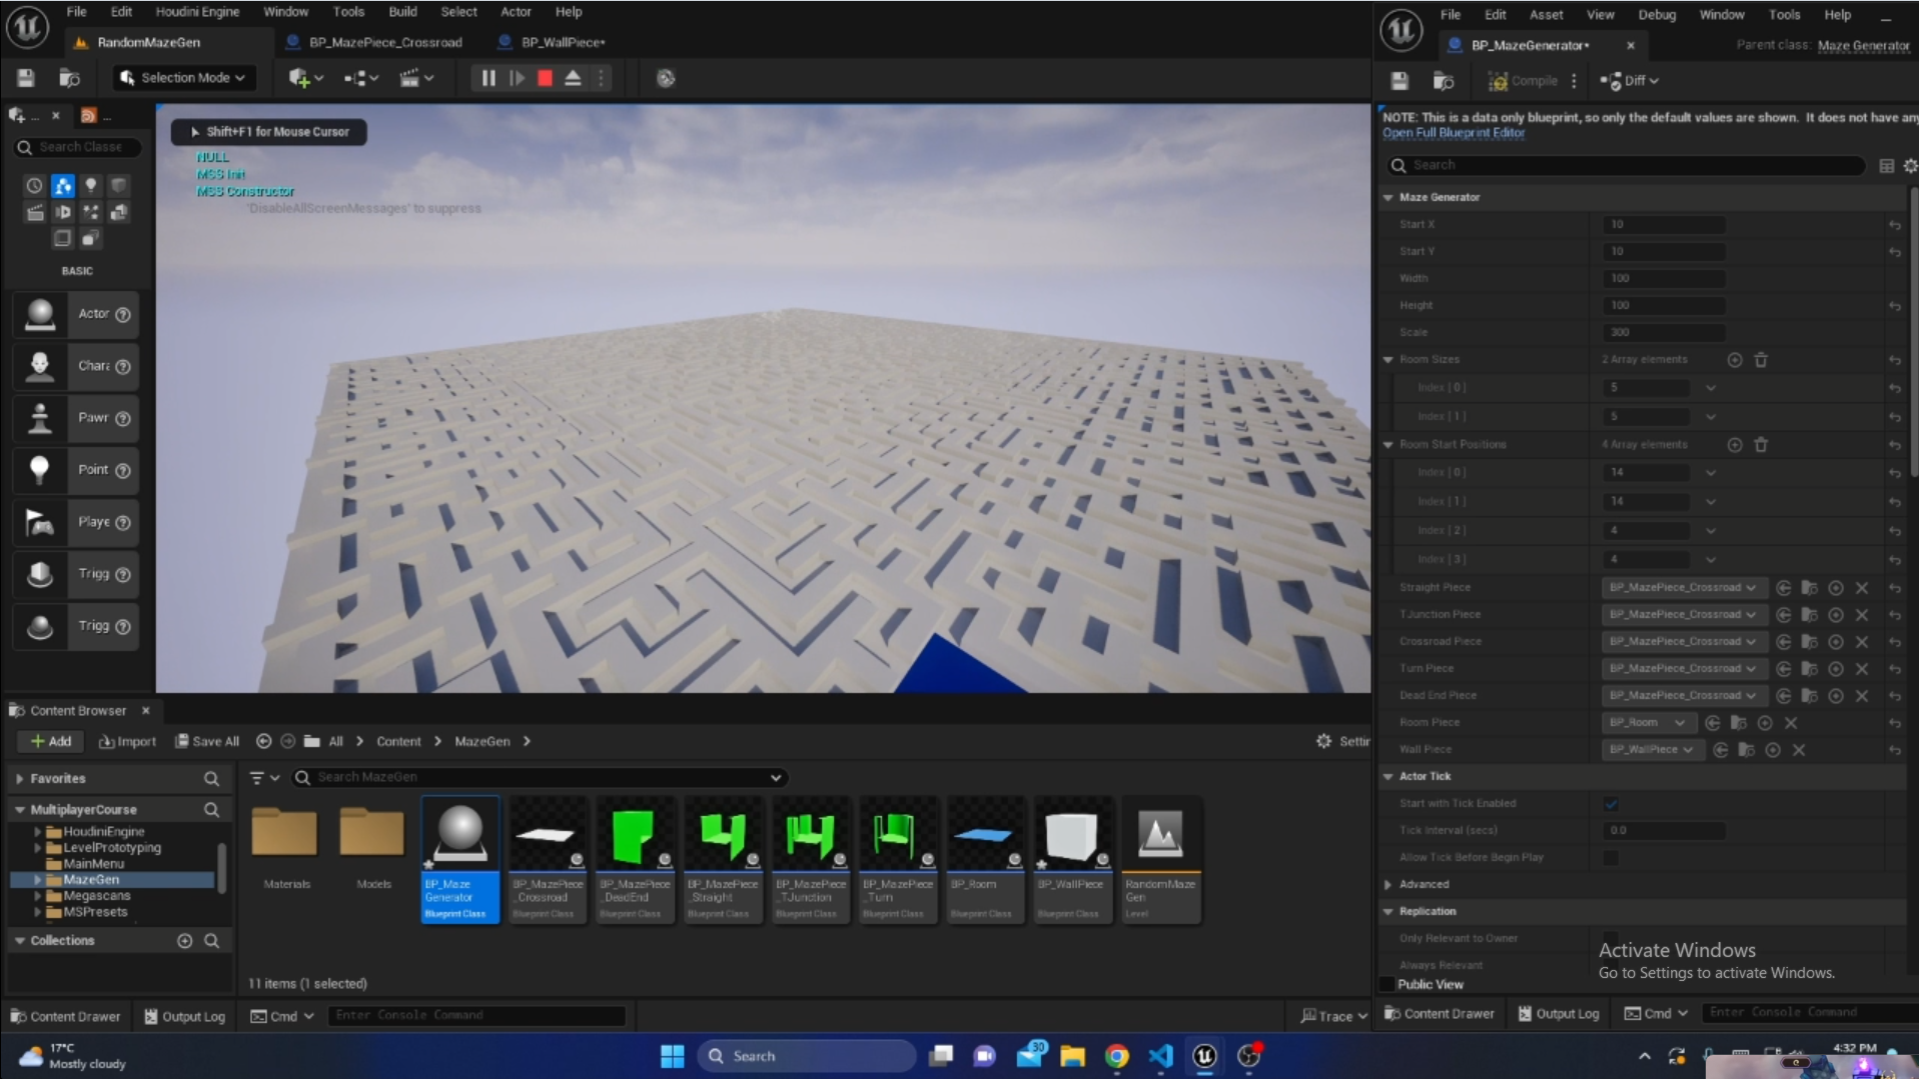 File Edit Houdini Engine Window Tools Build Select Actor Help
RandomMazeGen BP_MazePiece_Crossroad BP_WallPiece*
Selection Mode
Search Classe
BASIC
Actor
Chara
Pawr
Point
Playe
Trigg
Trigg
Shift+F1 for Mouse Cursor
NULL
MSS Init
MSS Constructor
'DisableAllScreenMessages' to suppress
Content Browser
Add Import Save All All Content MazeGen Settin
Favorites
MultiplayerCourse
HoudiniEngine
LevelPrototyping
MainMenu
MazeGen
Megascans
MSPresets
Collections
Search MazeGen
Materials
Models
BP_Maze
Generator
Blueprint Class
BP_MazePiece
_Crossroad
Blueprint Class
BP_MazePiece
_DeadEnd
Blueprint Class
BP_MazePiece
_Straight
Blueprint Class
BP_MazePiece
_TJunction
Blueprint Class
BP_MazePiece
_Turn
Blueprint Class
BP_Room
Blueprint Class
BP_WallPiece
Blueprint Class
RandomMaze
Gen
Level
11 items (1 selected)
Content Drawer Output Log Cmd Enter Console Command Trace
File Edit Asset View Debug Window Tools Help
BP_MazeGenerator* Parent class: Maze Generator
Compile Diff
NOTE: This is a data only blueprint, so only the default values are shown. It does not have any
Open Full Blueprint Editor
Search
Maze Generator
Start X 10
Start Y 10
Width 100
Height 100
Scale 300
Room Sizes 2 Array elements
Index [ 0 ] 5
Index [ 1 ] 5
Room Start Positions 4 Array elements
Index [ 0 ] 14
Index [ 1 ] 14
Index [ 2 ] 4
Index [ 3 ] 4
Straight Piece BP_MazePiece_Crossroad
TJunction Piece BP_MazePiece_Crossroad
Crossroad Piece BP_MazePiece_Crossroad
Turn Piece BP_MazePiece_Crossroad
Dead End Piece BP_MazePiece_Crossroad
Room Piece BP_Room
Wall Piece BP_WallPiece
Actor Tick
Start with Tick Enabled
Tick Interval (secs) 0.0
Allow Tick Before Begin Play
Advanced
Replication
Only Relevant to Owner
Always Relevant
Public View
Activate Windows
Go to Settings to activate Windows.
Content Drawer Output Log Cmd Enter Console Command
17°C
Mostly cloudy
Search
30
4:32 PM